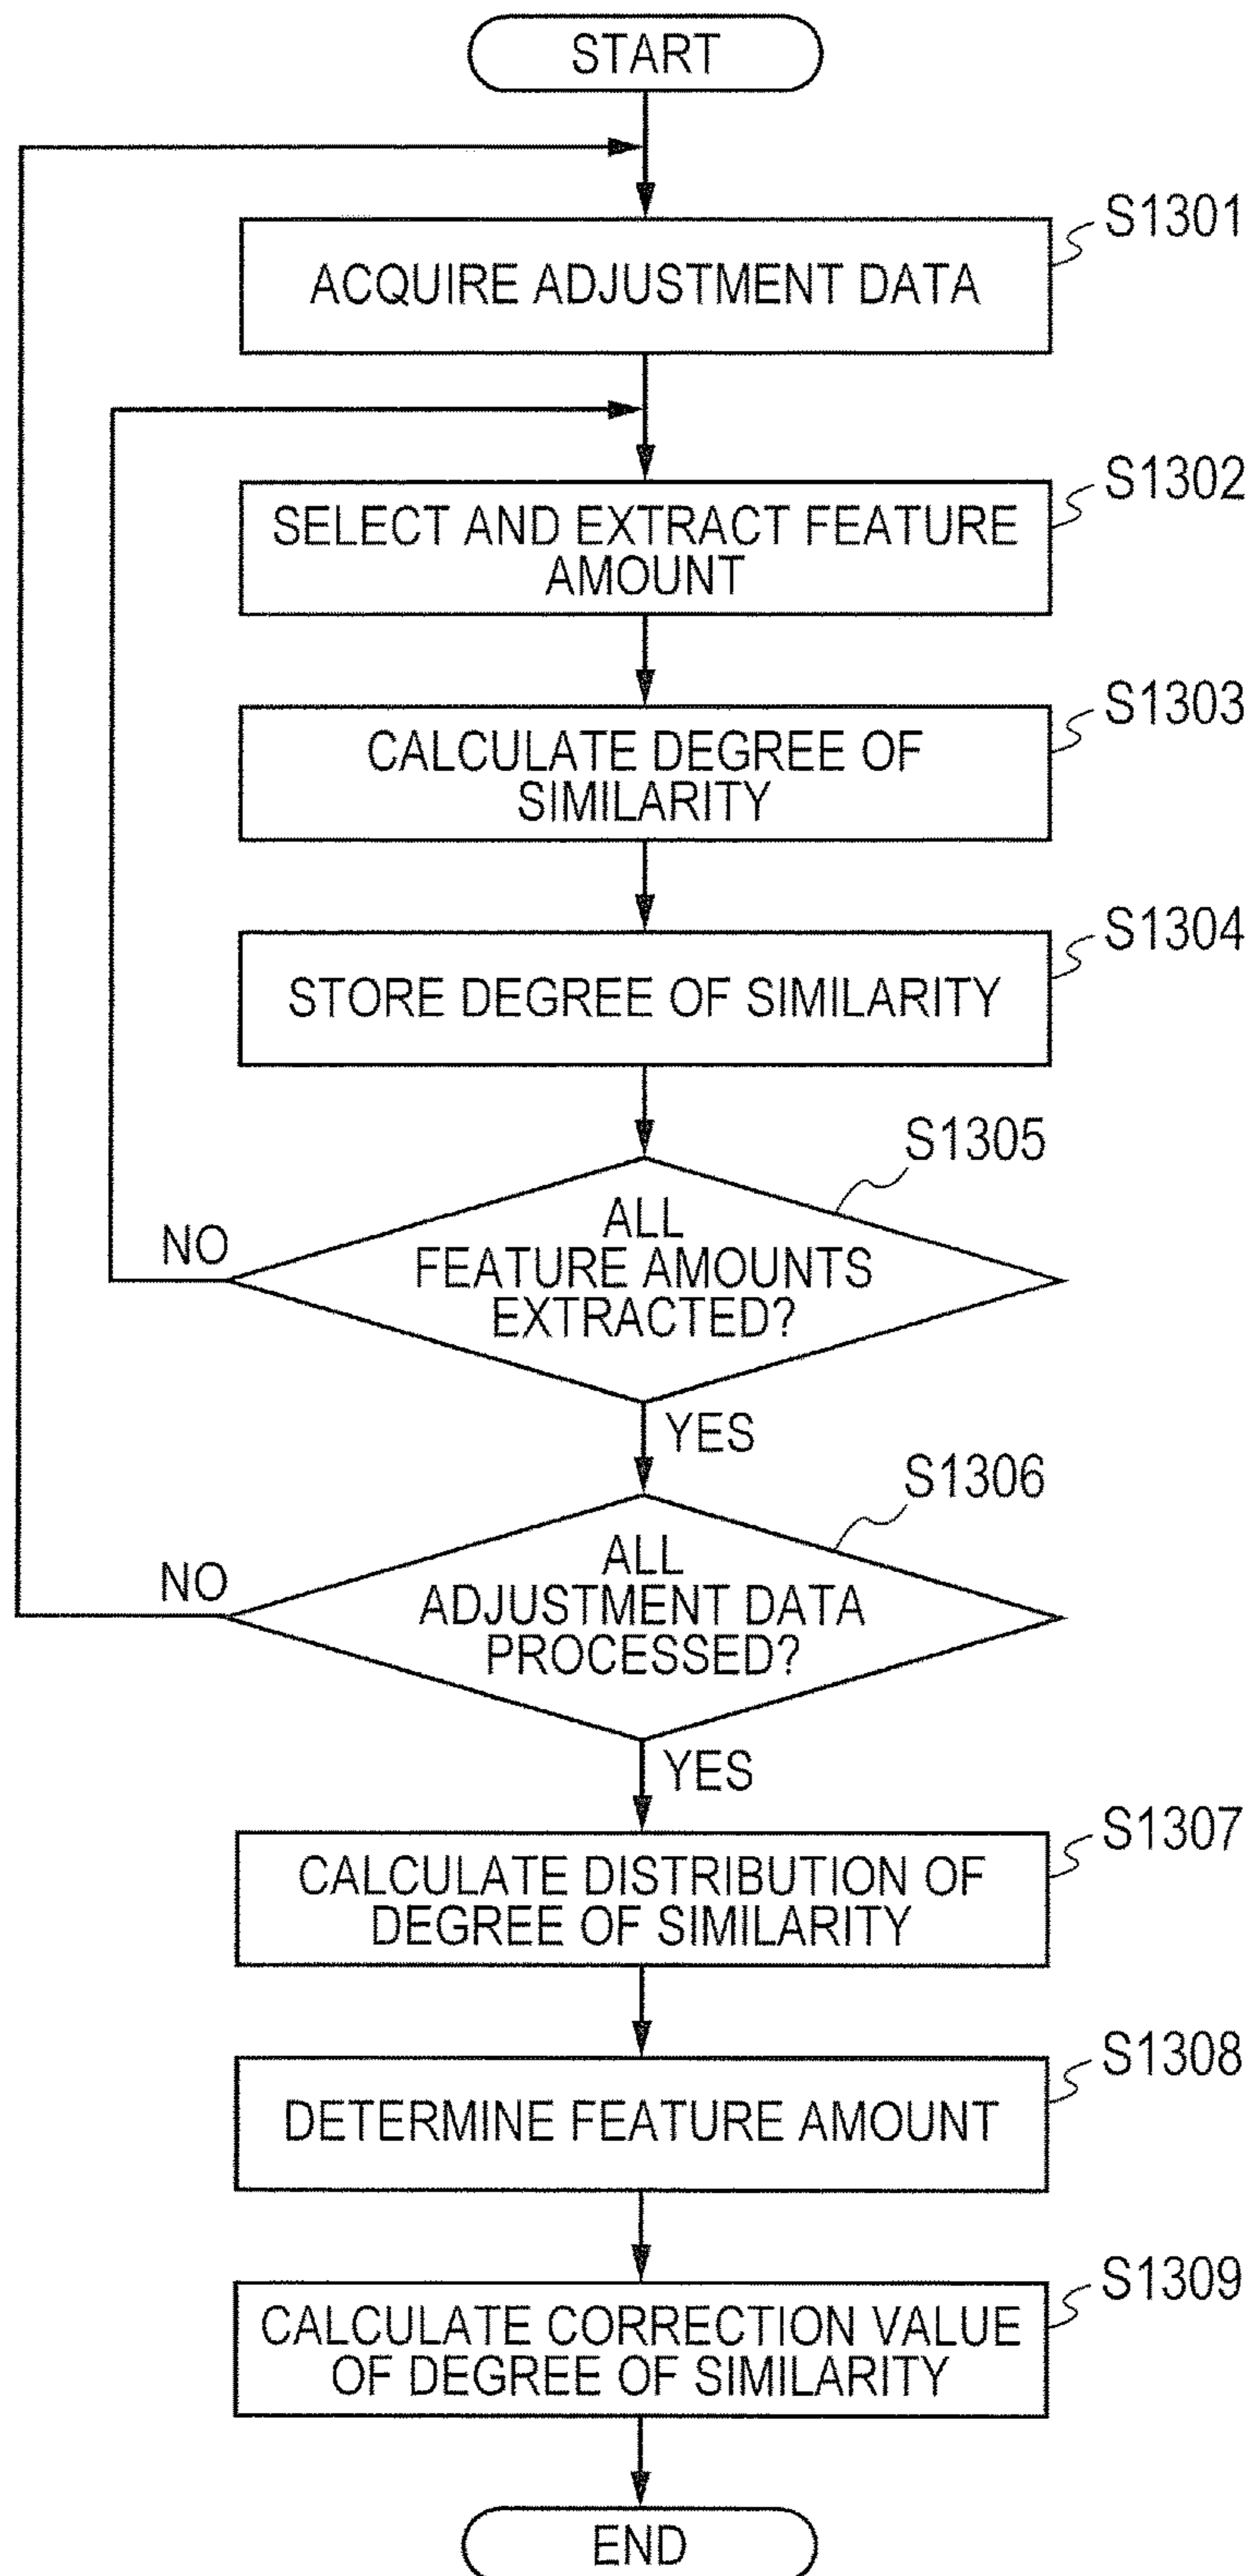 START
S1301
ACQUIRE ADJUSTMENT DATA
S1302
SELECT AND EXTRACT FEATURE
AMOUNT
S1303
CALCULATE DEGREE OF
SIMILARITY
S1304
STORE DEGREE OF SIMILARITY
S1305
ALL
FEATURE AMOUNTS
EXTRACTED?
NO
YES
S1306
ALL
ADJUSTMENT DATA
PROCESSED?
NO
YES
S1307
CALCULATE DISTRIBUTION OF
DEGREE OF SIMILARITY
S1308
DETERMINE FEATURE AMOUNT
S1309
CALCULATE CORRECTION VALUE
OF DEGREE OF SIMILARITY
END